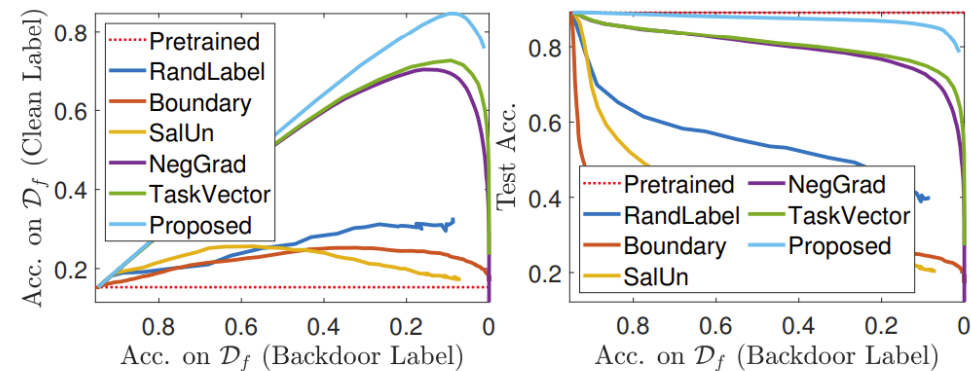 Acc. on 𝒟f (Clean Label)
0.8
0.6
0.4
0.2
Pretrained
RandLabel
Boundary
SalUn
NegGrad
TaskVector
Proposed
0.8 0.6 0.4 0.2 0
Acc. on 𝒟f (Backdoor Label)
Test Acc.
0.8
0.6
0.4
0.2
Pretrained NegGrad
RandLabel TaskVector
Boundary Proposed
SalUn
0.8 0.6 0.4 0.2 0
Acc. on 𝒟f (Backdoor Label)